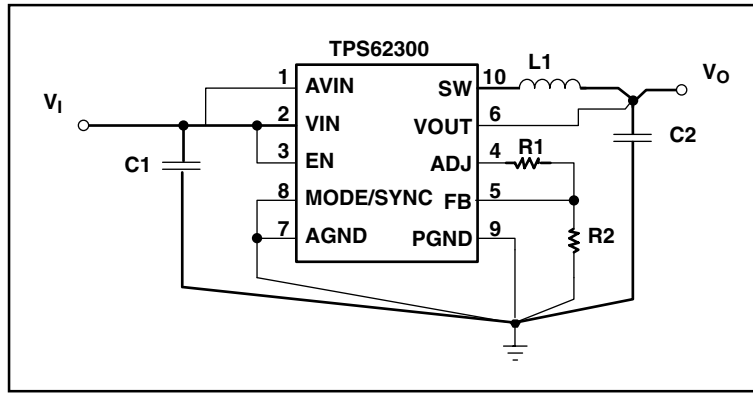 TPS62300
L1
1
AVIN
SW
10
V_O
V_I
2
VIN
VOUT
6
C2
C1
3
EN
ADJ
4
R1
8
MODE/SYNC
FB
5
7
AGND
PGND
9
R2